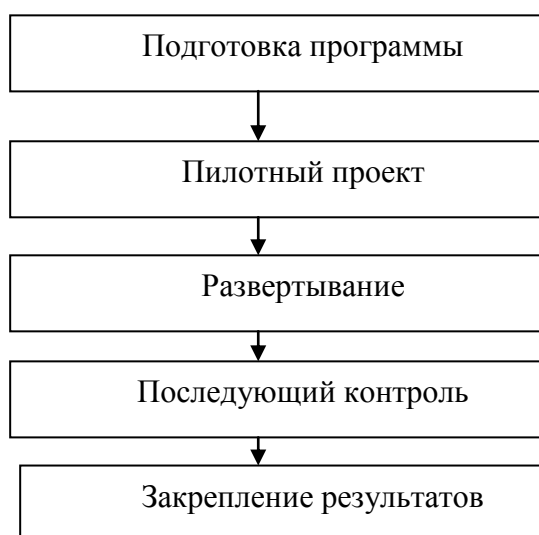 Подготовка программы
Пилотный проект
Развертывание
Последующий контроль
Закрепление результатов